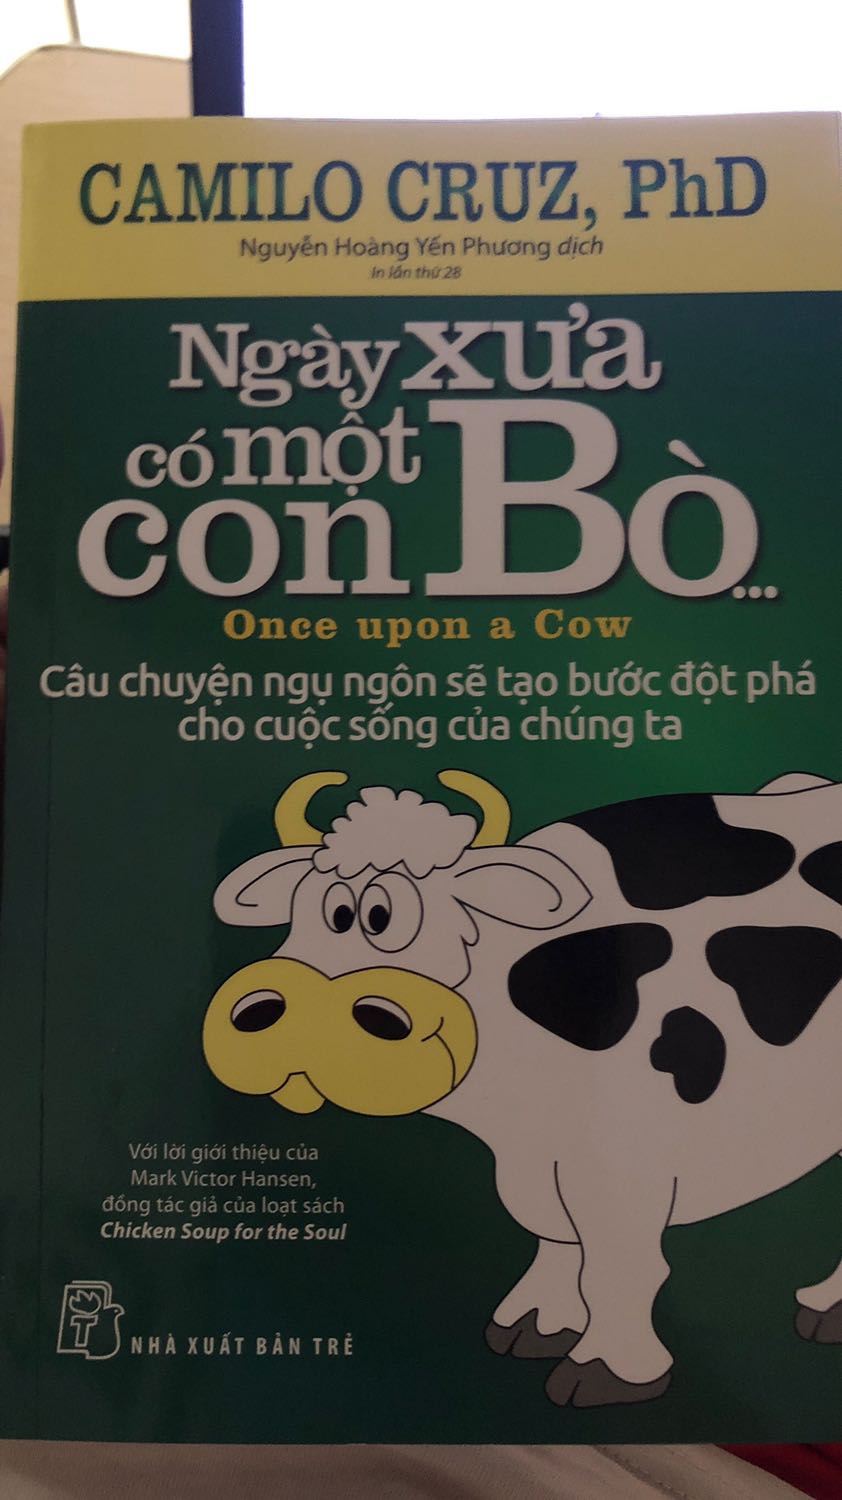 CAMILO CRUZ, PhD
Nguyễn Hoàng Yến Phương dịch
In lần thứ 28
Ngày xưa
có một
con Bò...
Once upon a Cow
Câu chuyện ngụ ngôn sẽ tạo bước đột phá
cho cuộc sống của chúng ta
Với lời giới thiệu của
Mark Victor Hansen,
đồng tác giả của loạt sách
Chicken Soup for the Soul
T
NHÀ XUẤT BẢN TRẺ